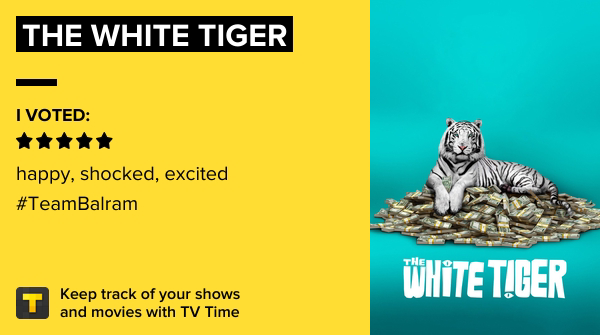 THE WHITE TIGER
I VOTED:
★★★★★
happy, shocked, excited
#TeamBalram
T
Keep track of your shows
and movies with TV Time
THE
WHITE TIGER